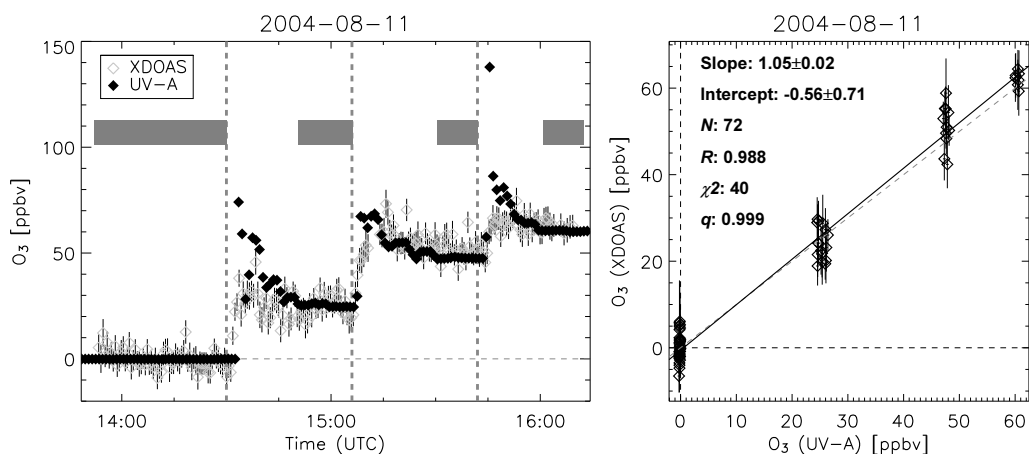 2004-08-11
150
100
50
0
O₃ [ppbv]
XDOAS
UV-A
14:00
15:00
16:00
Time (UTC)
2004-08-11
60
40
20
0
O₃ (XDOAS) [ppbv]
Slope: 1.05±0.02
Intercept: -0.56±0.71
N: 72
R: 0.988
χ2: 40
q: 0.999
0 10 20 30 40 50 60
O₃ (UV-A) [ppbv]